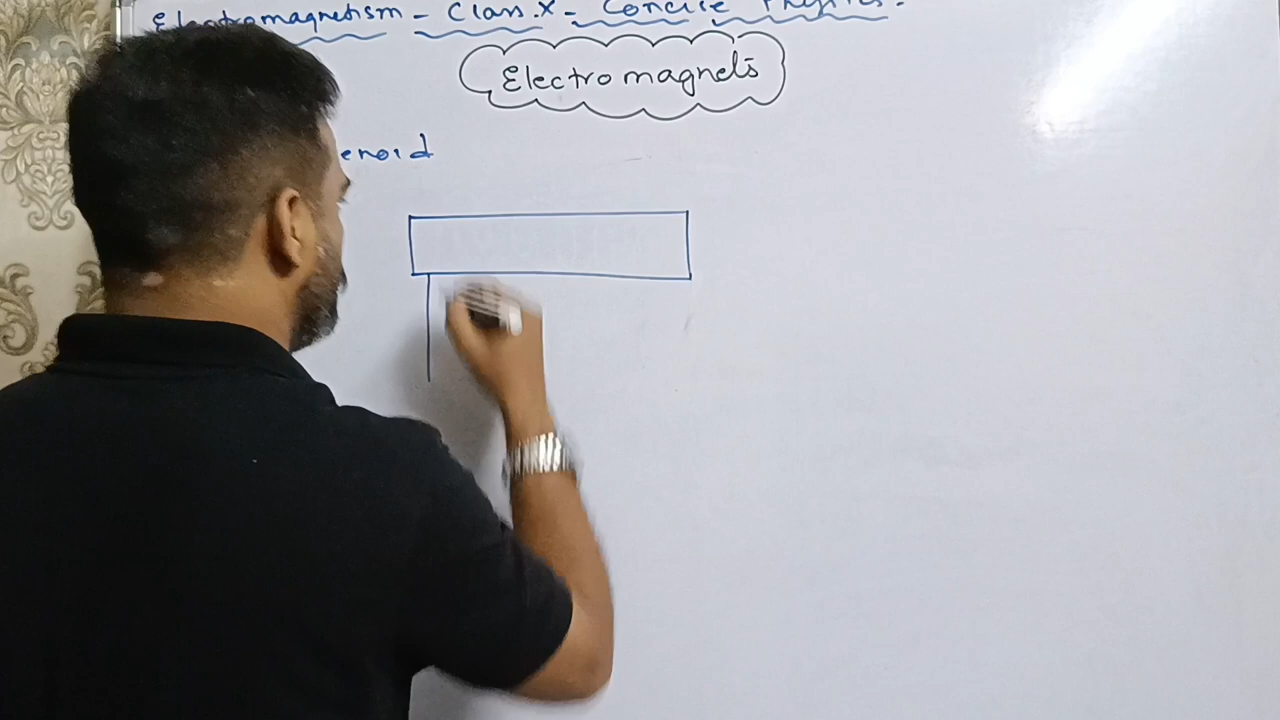 Electromagnetism - Class.X - Concise Physics.
Electromagnets
enoid